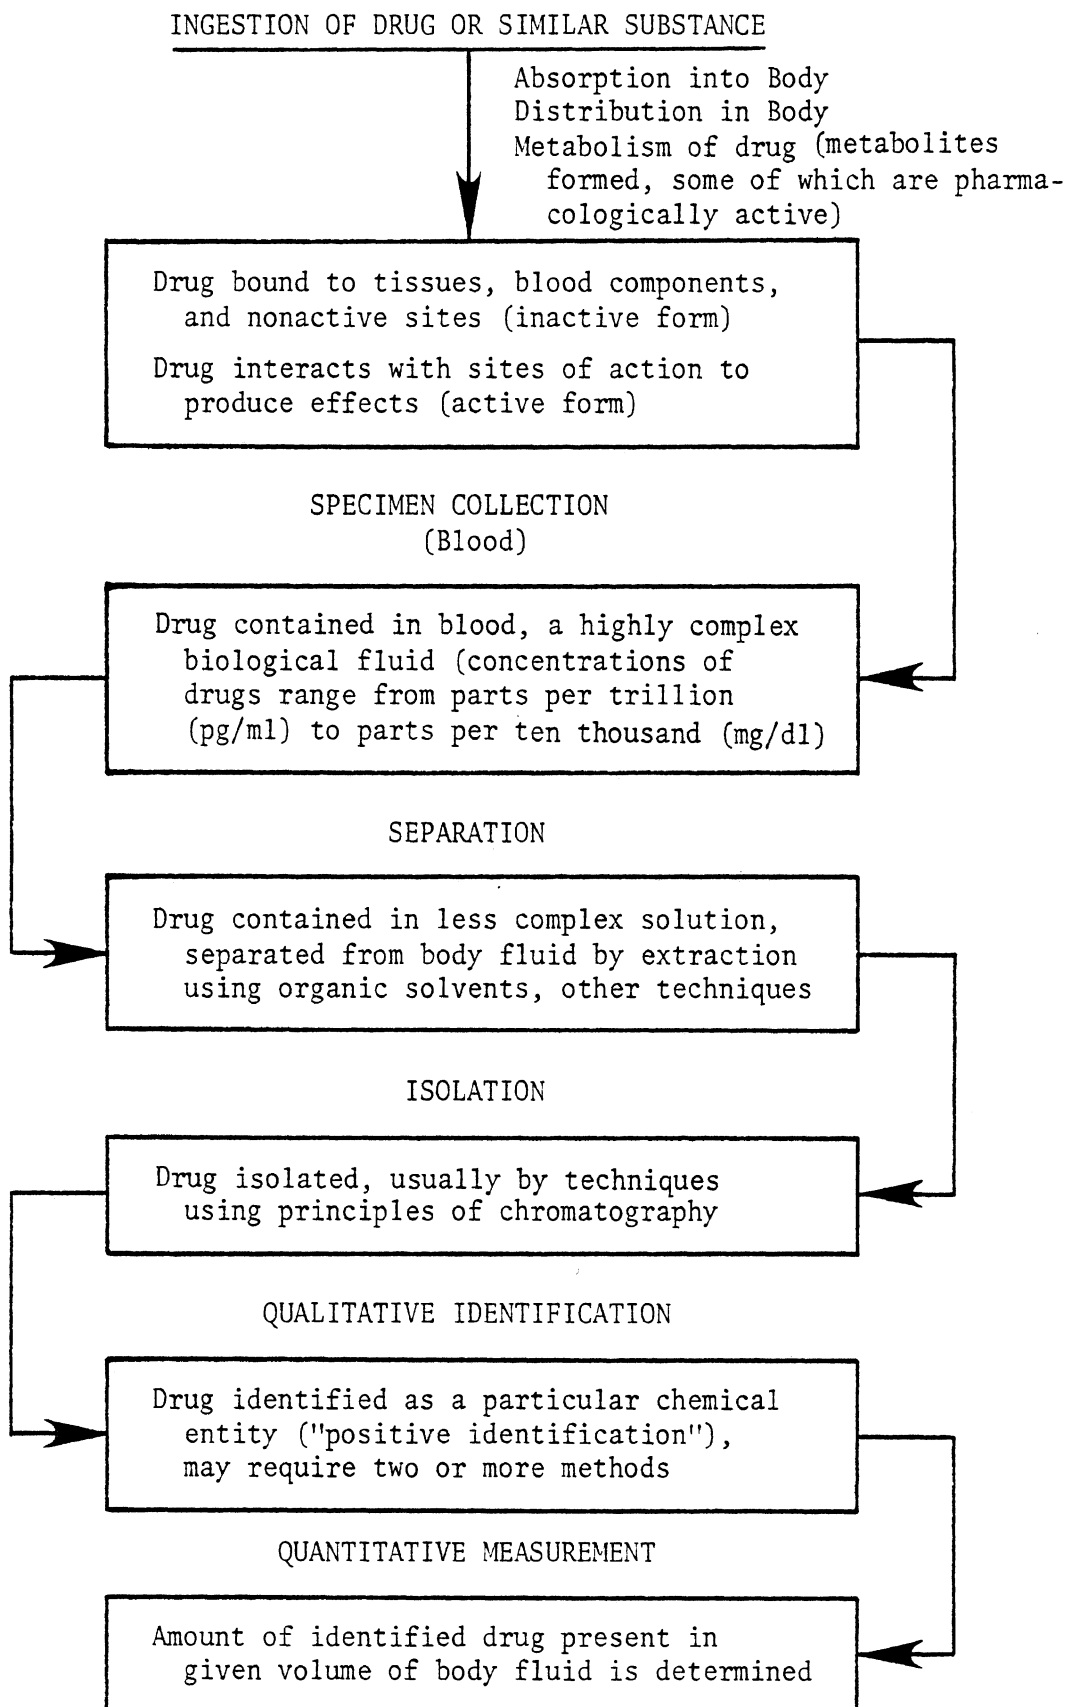 INGESTION OF DRUG OR SIMILAR SUBSTANCE
Absorption into Body
Distribution in Body
Metabolism of drug (metabolites
formed, some of which are pharma-
cologically active)
Drug bound to tissues, blood components,
and nonactive sites (inactive form)
Drug interacts with sites of action to
produce effects (active form)
SPECIMEN COLLECTION
(Blood)
Drug contained in blood, a highly complex
biological fluid (concentrations of
drugs range from parts per trillion
(pg/ml) to parts per ten thousand (mg/dl)
SEPARATION
Drug contained in less complex solution,
separated from body fluid by extraction
using organic solvents, other techniques
ISOLATION
Drug isolated, usually by techniques
using principles of chromatography
QUALITATIVE IDENTIFICATION
Drug identified as a particular chemical
entity ("positive identification"),
may require two or more methods
QUANTITATIVE MEASUREMENT
Amount of identified drug present in
given volume of body fluid is determined